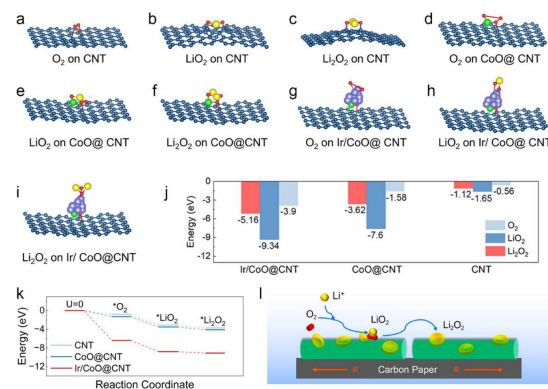 a
O₂ on CNT
b
LiO₂ on CNT
c
Li₂O₂ on CNT
d
O₂ on CoO@ CNT
e
LiO₂ on CoO@ CNT
f
Li₂O₂ on CoO@CNT
g
O₂ on Ir/CoO@ CNT
h
LiO₂ on Ir/ CoO@ CNT
i
Li₂O₂ on Ir/ CoO@CNT
j
Energy (eV)
0
-3
-6
-9
-12
-5.16
-9.34
-3.9
-3.62
-7.6
-1.58
-1.12
-1.65
-0.56
O₂
LiO₂
Li₂O₂
Ir/CoO@CNT
CoO@CNT
CNT
k
Energy (eV)
0
-4
-8
-12
U=0
*O₂
*LiO₂
*Li₂O₂
CNT
CoO@CNT
Ir/CoO@CNT
Reaction Coordinate
l
Li⁺
O₂
LiO₂
Li₂O₂
e
Carbon Paper
e